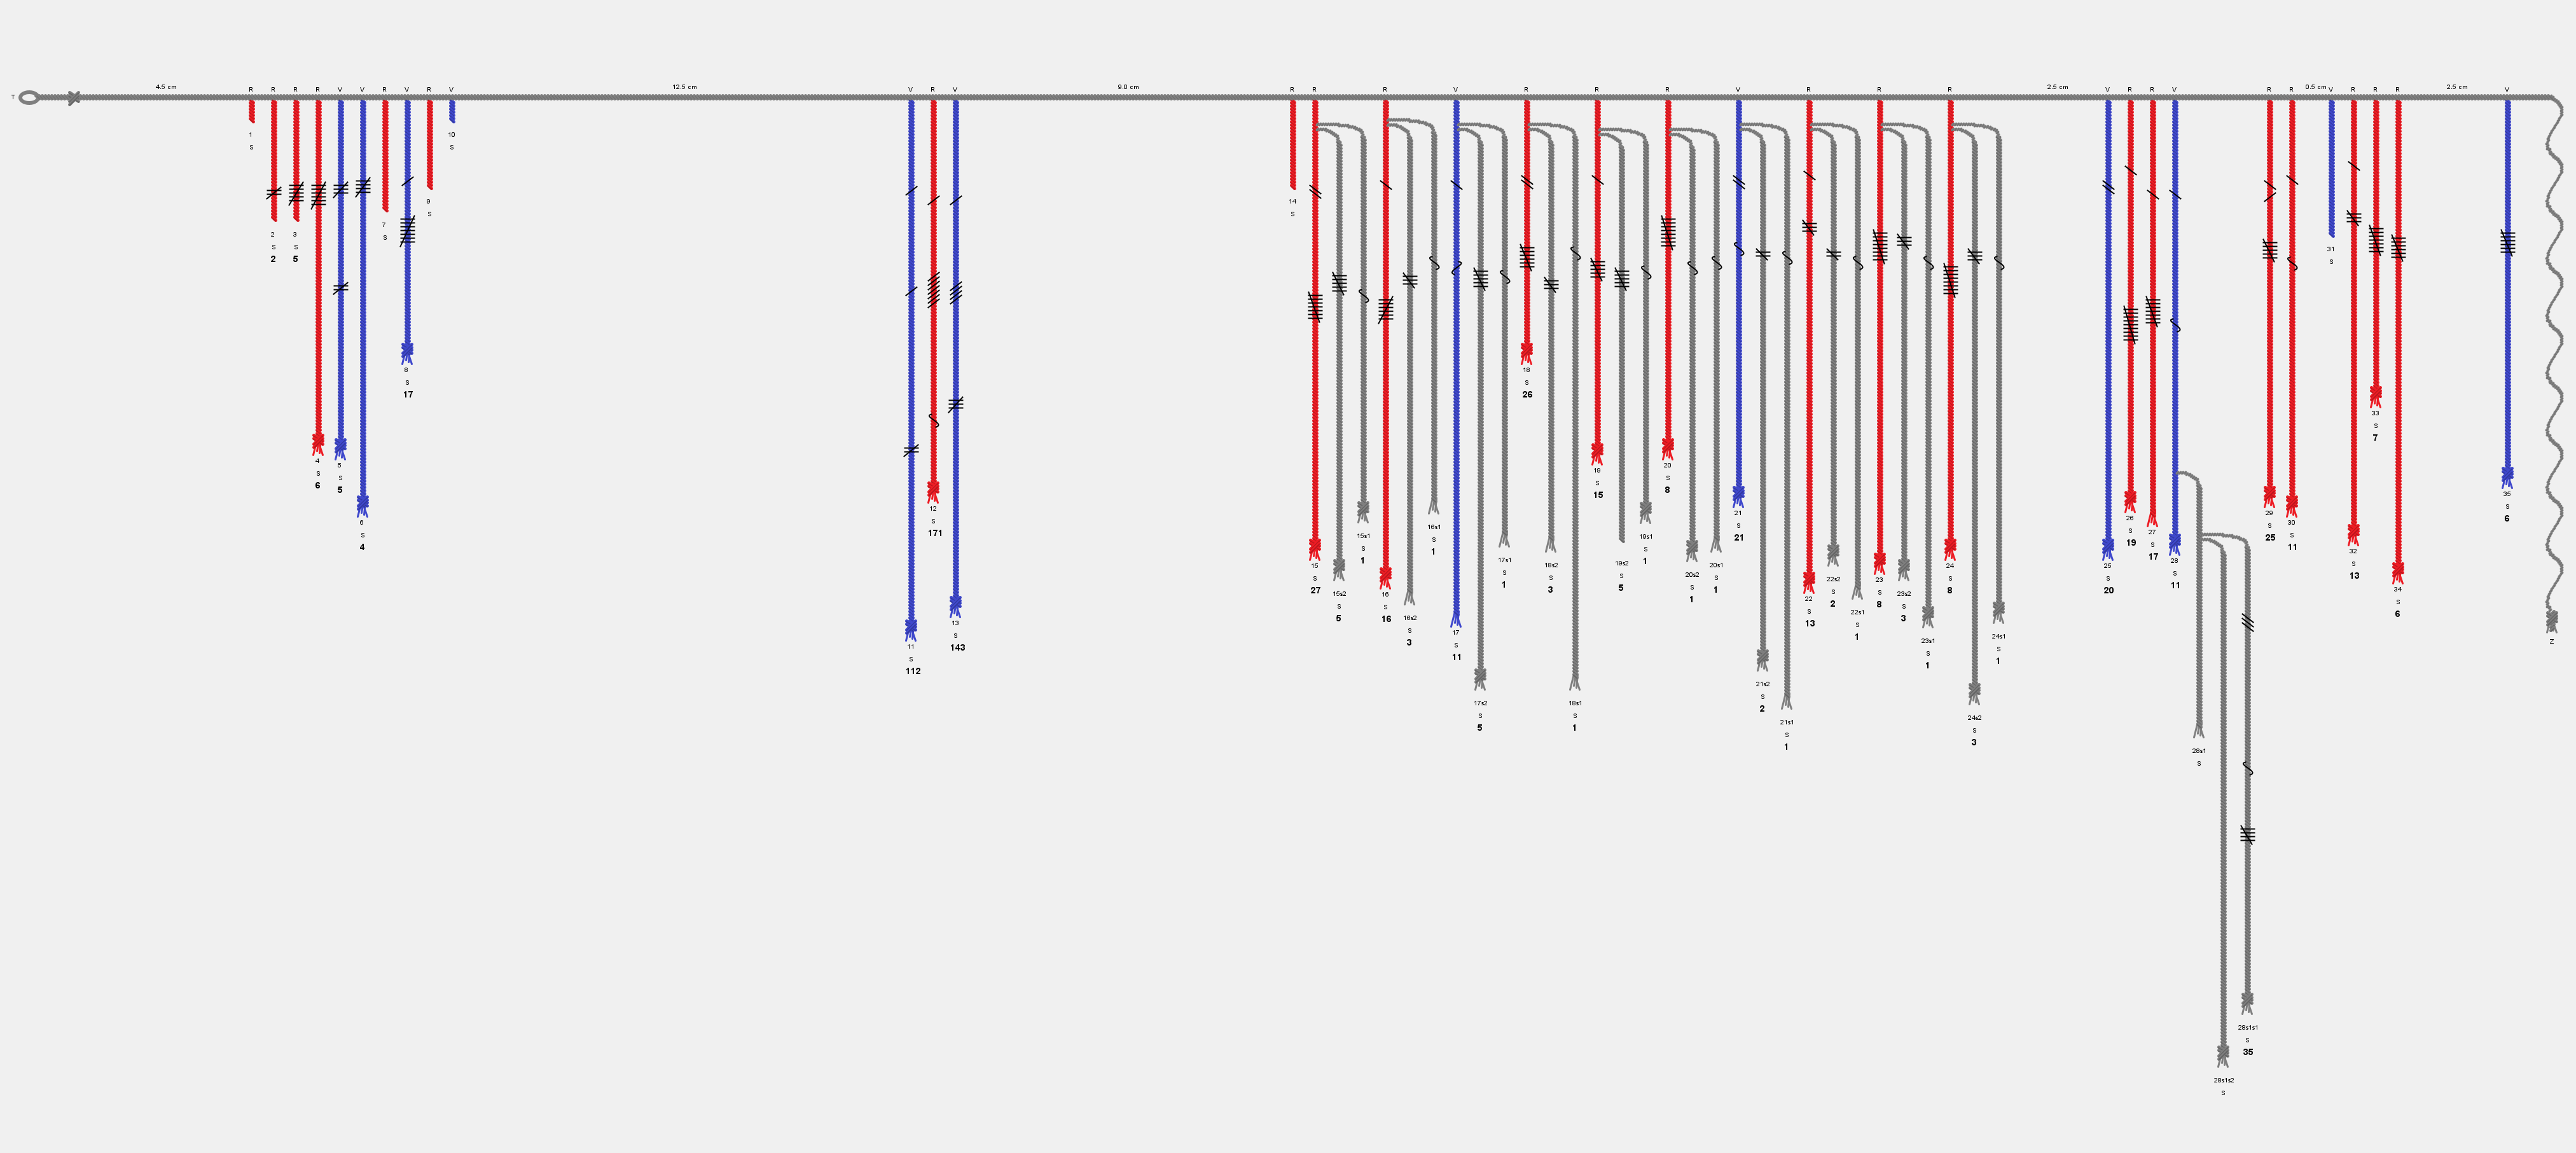 4.5 cm 12.5 cm 9.0 cm 2.5 cm 0.5 cm 2.5 cm
R R R R V V R V R V V R V R R R V R R R V R R R V R R V R R V R R R V
T
1
S
2
S
2
3
S
5
4
S
6
5
S
5
6
S
4
7
S
8
S
17
9
S
10
S
11
S
112
12
S
171
13
S
143
14
S
15
S
27
15s2
S
5
15s1
S
1
16
S
16
16s2
S
3
16s1
S
1
17
S
11
17s2
S
5
17s1
S
1
18
S
26
18s2
S
3
18s1
S
1
19
S
15
19s2
S
5
19s1
S
1
20
S
8
20s2
S
1
20s1
S
1
21
S
21
21s2
S
2
21s1
S
1
22
S
13
22s2
S
2
22s1
S
1
23
S
8
23s2
S
3
23s1
S
1
24
S
8
24s2
S
3
24s1
S
1
25
S
20
26
S
19
27
S
17
28
S
11
28s1
S
28s1s2
S
28s1s1
S
35
29
S
25
30
S
11
31
S
32
S
13
33
S
7
34
S
6
35
S
6
Z